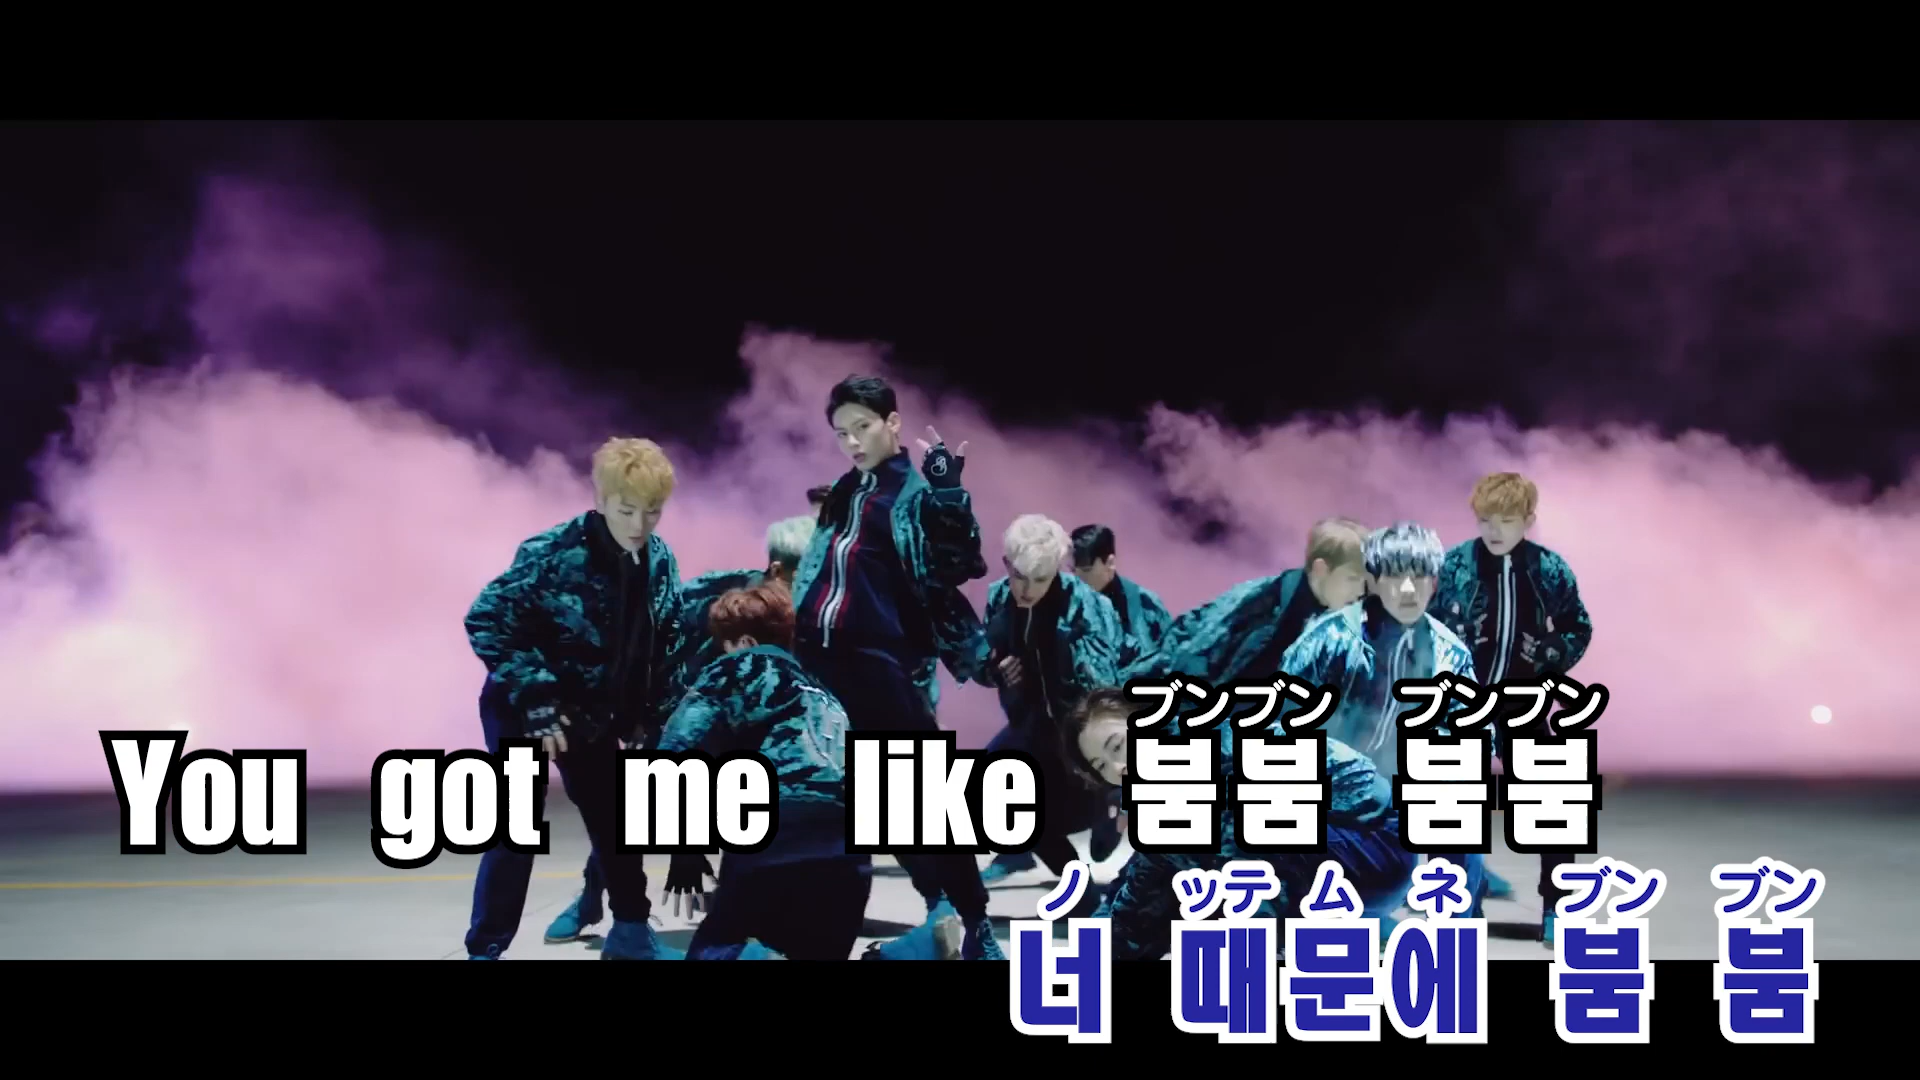 ブンブン ブンブン
You got me like 붐붐 붐붐
ノ ッテ ム ネ ブン ブン
너 때문에 붐 붐